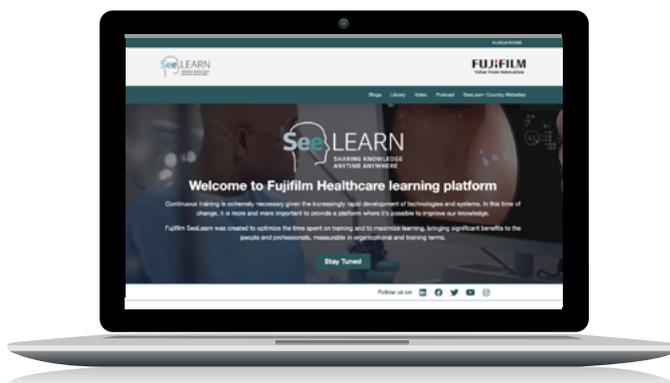 See LEARN
SHARING KNOWLEDGE
ANYTIME ANYWHERE
FUJIFILM
Value from Innovation
Blogs Library Video Podcast SeeLearn Country Websites
See LEARN
SHARING KNOWLEDGE
ANYTIME ANYWHERE
Welcome to Fujifilm Healthcare learning platform
Continuous training is extremely necessary given the increasingly rapid development of technologies and systems. In this time of
change, it is more and more important to provide a platform where it's possible to improve our knowledge.
Fujifilm SeeLearn was created to optimize the time spent on training and to maximize learning, bringing significant benefits to the
people and professionals, measurable in organizational and training terms.
Stay Tuned
Follow us on